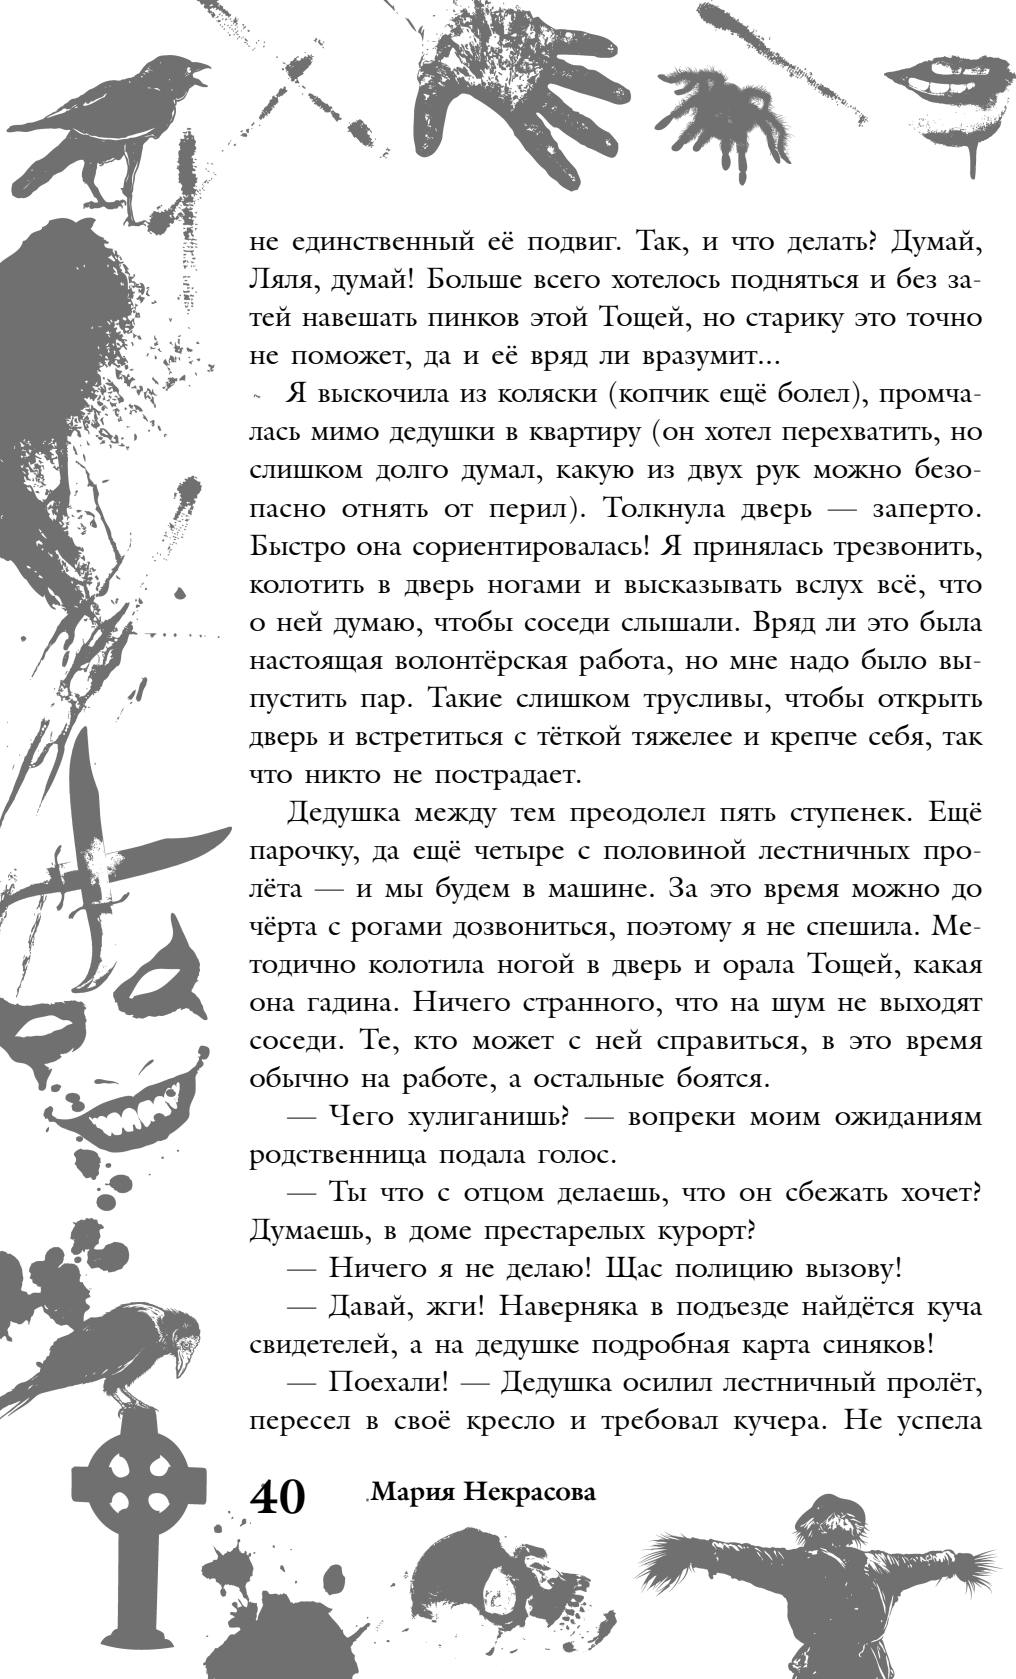 не единственный её подвиг. Так, и что делать? Думай,
Ляля, думай! Больше всего хотелось подняться и без за-
тей навешать пинков этой Тощей, но старику это точно
не поможет, да и её вряд ли вразумит...
Я выскочила из коляски (копчик ещё болел), промча-
лась мимо дедушки в квартиру (он хотел перехватить, но
слишком долго думал, какую из двух рук можно безо-
пасно отнять от перил). Толкнула дверь — заперто.
Быстро она сориентировалась! Я принялась трезвонить,
колотить в дверь ногами и высказывать вслух всё, что
о ней думаю, чтобы соседи слышали. Вряд ли это была
настоящая волонтёрская работа, но мне надо было вы-
пустить пар. Такие слишком трусливы, чтобы открыть
дверь и встретиться с тёткой тяжелее и крепче себя, так
что никто не пострадает.
Дедушка между тем преодолел пять ступенек. Ещё
парочку, да ещё четыре с половиной лестничных про-
лёта — и мы будем в машине. За это время можно до
чёрта с рогами дозвониться, поэтому я не спешила. Ме-
тодично колотила ногой в дверь и орала Тощей, какая
она гадина. Ничего странного, что на шум не выходят
соседи. Те, кто может с ней справиться, в это время
обычно на работе, а остальные боятся.
— Чего хулиганишь? — вопреки моим ожиданиям
родственница подала голос.
— Ты что с отцом делаешь, что он сбежать хочет?
Думаешь, в доме престарелых курорт?
— Ничего я не делаю! Щас полицию вызову!
— Давай, жги! Наверняка в подъезде найдётся куча
свидетелей, а на дедушке подробная карта синяков!
— Поехали! — Дедушка осилил лестничный пролёт,
пересел в своё кресло и требовал кучера. Не успела
40 Мария Некрасова